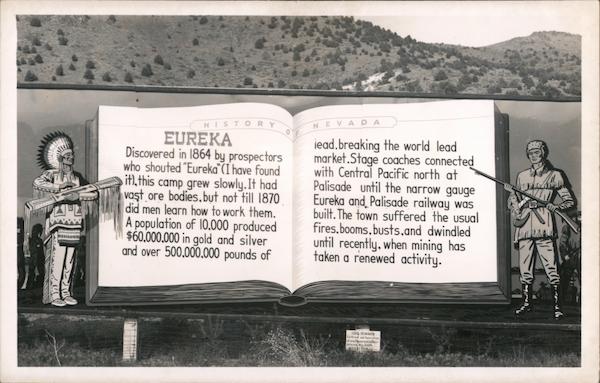 HISTORY OF NEVADA
EUREKA
Discovered in 1864 by prospectors
who shouted "Eureka"(I have found
it),this camp grew slowly.It had
vast ore bodies,but not till 1870
did men learn how to work them.
A population of 10,000 produced
$60,000,000 in gold and silver
and over 500,000,000 pounds of
lead,breaking the world lead
market.Stage coaches connected
with Central Pacific north at
Palisade until the narrow gauge
Eureka and Palisade railway was
built.The town suffered the usual
fires,booms,busts,and dwindled
until recently, when mining has
taken a renewed activity.